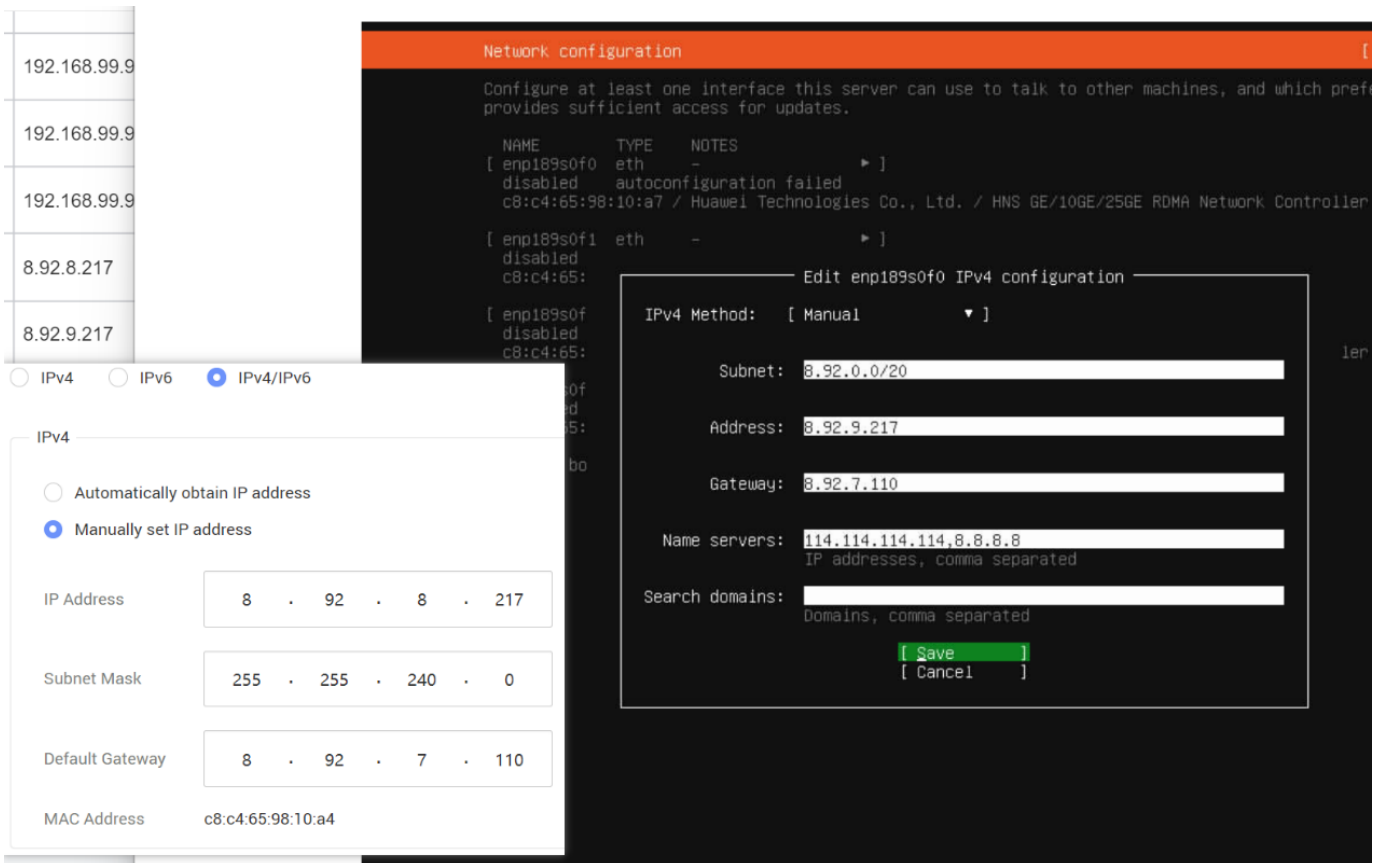 192.168.99.9
192.168.99.9
192.168.99.9
8.92.8.217
8.92.9.217
IPv4 IPv6 IPv4/IPv6
IPv4
Automatically obtain IP address
Manually set IP address
IP Address 8 . 92 . 8 . 217
Subnet Mask 255 . 255 . 240 . 0
Default Gateway 8 . 92 . 7 . 110
MAC Address c8:c4:65:98:10:a4
Network configuration [
Configure at least one interface this server can use to talk to other machines, and which pref
provides sufficient access for updates.
NAME TYPE NOTES
[ enp189s0f0 eth - ▸ ]
disabled autoconfiguration failed
c8:c4:65:98:10:a7 / Huawei Technologies Co., Ltd. / HNS GE/10GE/25GE RDMA Network Controller
[ enp189s0f1 eth - ▸ ]
disabled
c8:c4:65:
[ enp189s0f
disabled
c8:c4:65: ler
s0f
ed
65:
bo
Edit enp189s0f0 IPv4 configuration
IPv4 Method: [ Manual ▾ ]
Subnet: 8.92.0.0/20
Address: 8.92.9.217
Gateway: 8.92.7.110
Name servers: 114.114.114.114,8.8.8.8
IP addresses, comma separated
Search domains:
Domains, comma separated
[ Save ]
[ Cancel ]